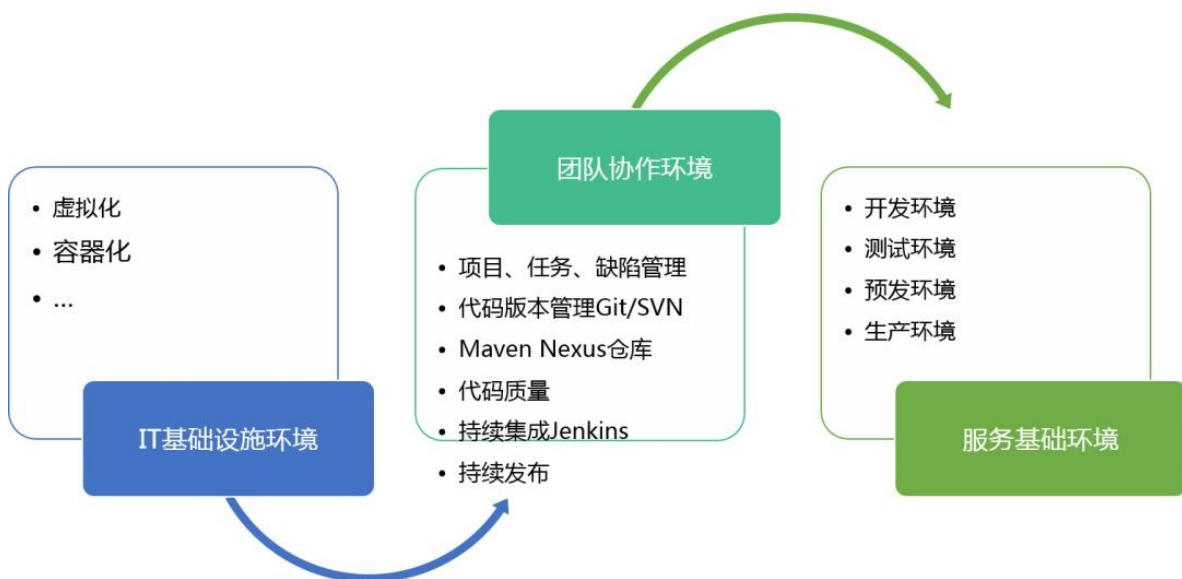 • 虚拟化
• 容器化
• ...
IT基础设施环境
团队协作环境
• 项目、任务、缺陷管理
• 代码版本管理Git/SVN
• Maven Nexus仓库
• 代码质量
• 持续集成Jenkins
• 持续发布
• 开发环境
• 测试环境
• 预发环境
• 生产环境
服务基础环境